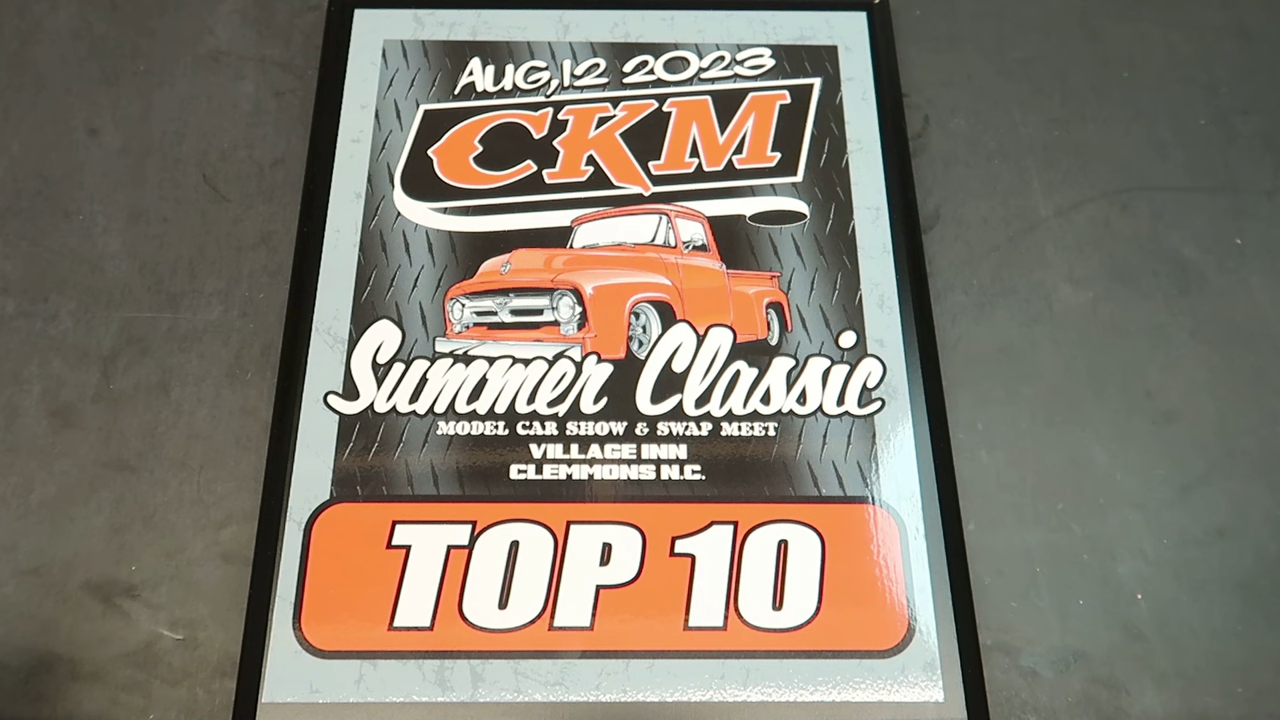 AUG,12 2023
CKM
Summer Classic
MODEL CAR SHOW & SWAP MEET
VILLAGE INN
CLEMMONS N.C.
TOP 10